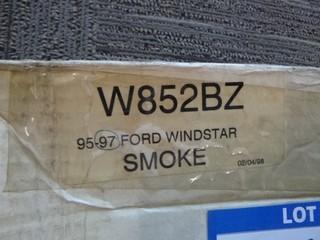 W852BZ
95-97 FORD WINDSTAR
SMOKE 02/04/98
LOT